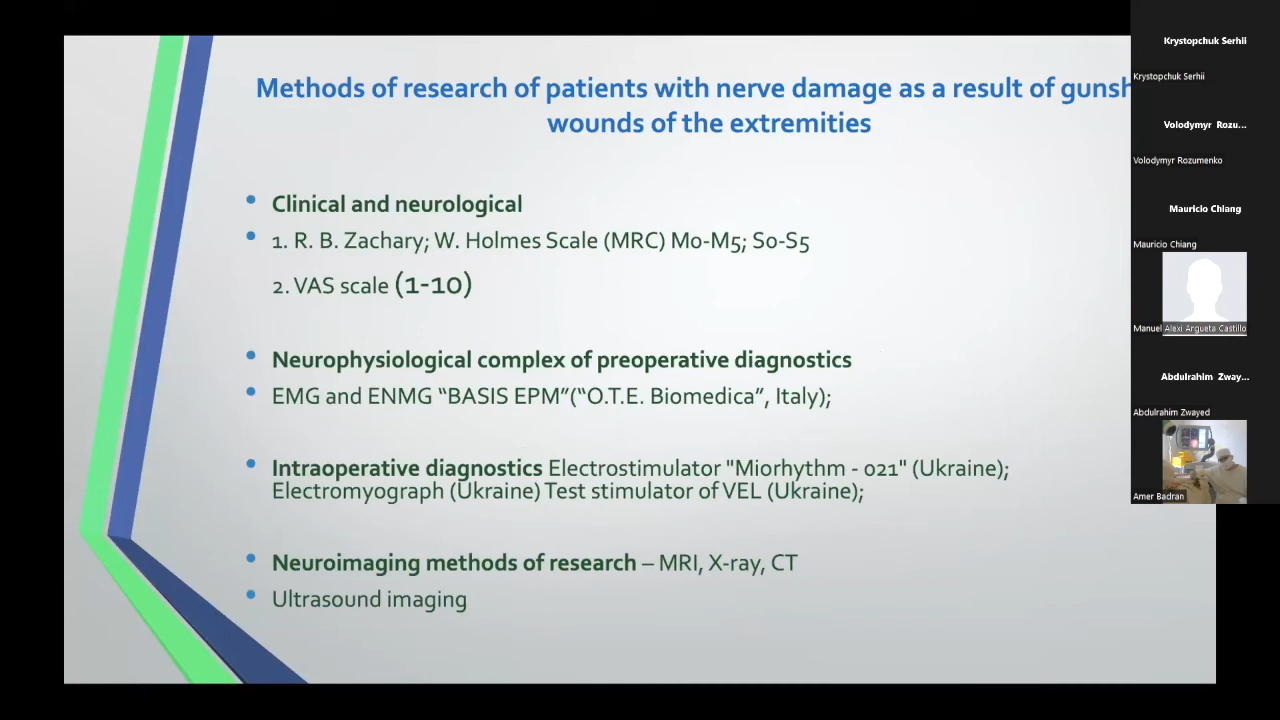 Methods of research of patients with nerve damage as a result of gunsh
wounds of the extremities
Clinical and neurological
1. R. B. Zachary; W. Holmes Scale (MRC) M0-M5; S0-S5
2. VAS scale (1-10)
Neurophysiological complex of preoperative diagnostics
EMG and ENMG “BASIS EPM”(“O.T.E. Biomedica”, Italy);
Intraoperative diagnostics Electrostimulator "Miorhythm - 021" (Ukraine);
Electromyograph (Ukraine) Test stimulator of VEL (Ukraine);
Neuroimaging methods of research – MRI, X-ray, CT
Ultrasound imaging
Krystopchuk Serhii
Krystopchuk Serhii
Volodymyr Rozu...
Volodymyr Rozumenko
Mauricio Chiang
Mauricio Chiang
Manuel Alexi Argueta Castillo
Abdulrahim Zway...
Abdulrahim Zwayed
Amer Badran